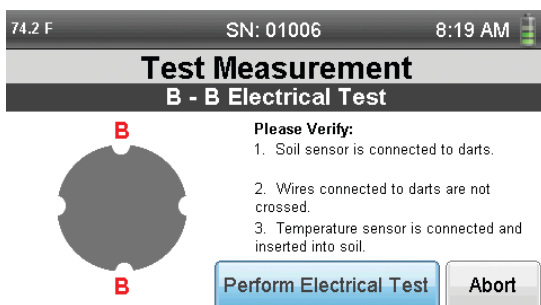 74.2 F SN: 01006 8:19 AM
Test Measurement
B - B Electrical Test
B
B
Please Verify:
1. Soil sensor is connected to darts.
2. Wires connected to darts are not
crossed.
3. Temperature sensor is connected and
inserted into soil.
Perform Electrical Test Abort